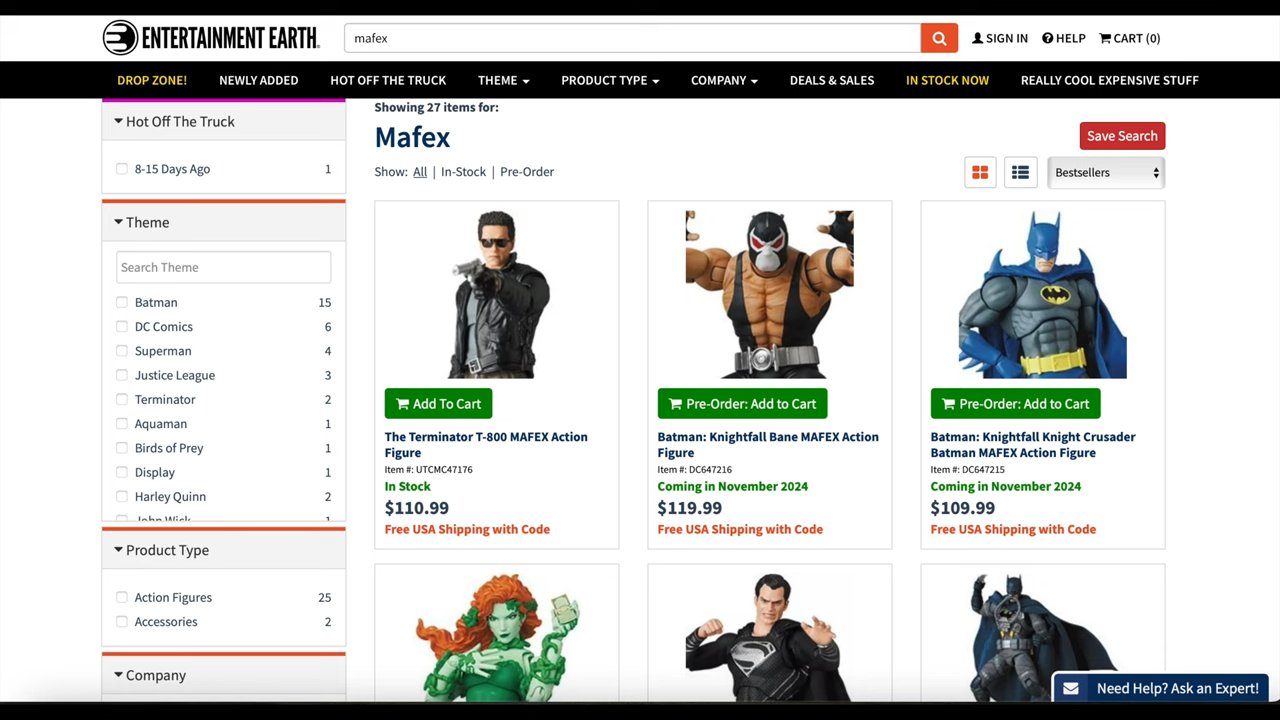 ENTERTAINMENT EARTH
mafex
SIGN IN
HELP
CART (0)
DROP ZONE!
NEWLY ADDED
HOT OFF THE TRUCK
THEME
PRODUCT TYPE
COMPANY
DEALS & SALES
IN STOCK NOW
REALLY COOL EXPENSIVE STUFF
Hot Off The Truck
8-15 Days Ago 1
Theme
Search Theme
Batman 15
DC Comics 6
Superman 4
Justice League 3
Terminator 2
Aquaman 1
Birds of Prey 1
Display 1
Harley Quinn 2
John Wick 1
Product Type
Action Figures 25
Accessories 2
Company
Showing 27 items for:
Mafex
Save Search
Show: All | In-Stock | Pre-Order
Bestsellers
Add To Cart
The Terminator T-800 MAFEX Action
Figure
Item #: UTCMC47176
In Stock
$110.99
Free USA Shipping with Code
Pre-Order: Add to Cart
Batman: Knightfall Bane MAFEX Action
Figure
Item #: DC647216
Coming in November 2024
$119.99
Free USA Shipping with Code
Pre-Order: Add to Cart
Batman: Knightfall Knight Crusader
Batman MAFEX Action Figure
Item #: DC647215
Coming in November 2024
$109.99
Free USA Shipping with Code
Need Help? Ask an Expert!